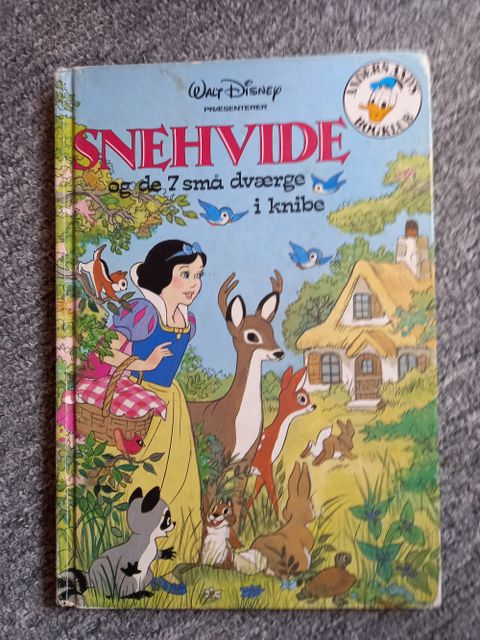 WALT DISNEY
PRÆSENTERER
ANDERS AND'S
BOGKLUB
SNEHVIDE
og de 7 små dværge
i knibe